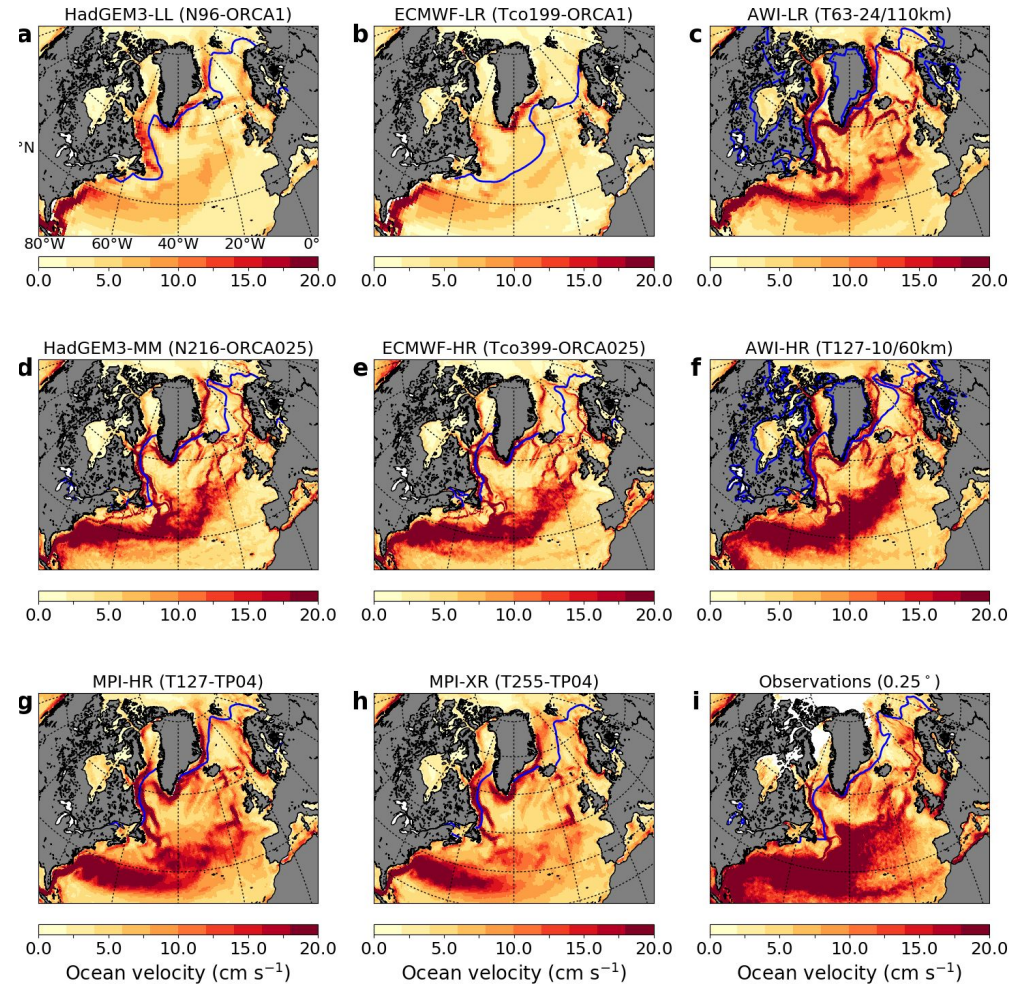 HadGEM3-LL (N96-ORCA1)
ECMWF-LR (Tco199-ORCA1)
AWI-LR (T63-24/110km)
a
b
c
°N
80°W 60°W 40°W 20°W 0°
0.0 5.0 10.0 15.0 20.0
0.0 5.0 10.0 15.0 20.0
0.0 5.0 10.0 15.0 20.0
HadGEM3-MM (N216-ORCA025)
ECMWF-HR (Tco399-ORCA025)
AWI-HR (T127-10/60km)
d
e
f
0.0 5.0 10.0 15.0 20.0
0.0 5.0 10.0 15.0 20.0
0.0 5.0 10.0 15.0 20.0
MPI-HR (T127-TP04)
MPI-XR (T255-TP04)
Observations (0.25°)
g
h
i
0.0 5.0 10.0 15.0 20.0
0.0 5.0 10.0 15.0 20.0
0.0 5.0 10.0 15.0 20.0
Ocean velocity (cm s⁻¹)
Ocean velocity (cm s⁻¹)
Ocean velocity (cm s⁻¹)